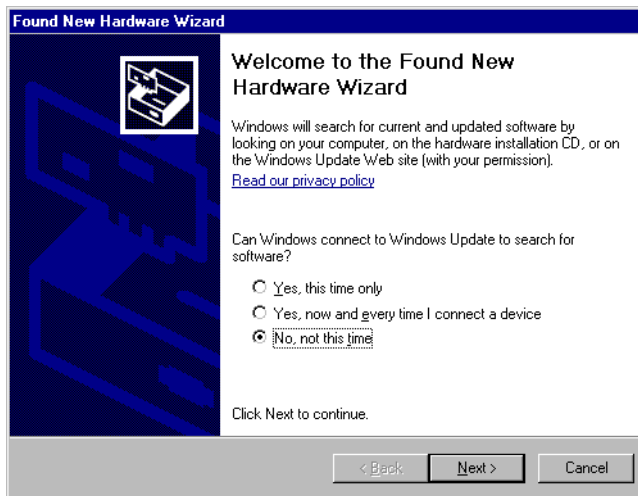 Found New Hardware Wizard
Welcome to the Found New
Hardware Wizard
Windows will search for current and updated software by
looking on your computer, on the hardware installation CD, or on
the Windows Update Web site (with your permission).
Read our privacy policy
Can Windows connect to Windows Update to search for
software?
Yes, this time only
Yes, now and every time I connect a device
No, not this time
Click Next to continue.
< Back
Next >
Cancel